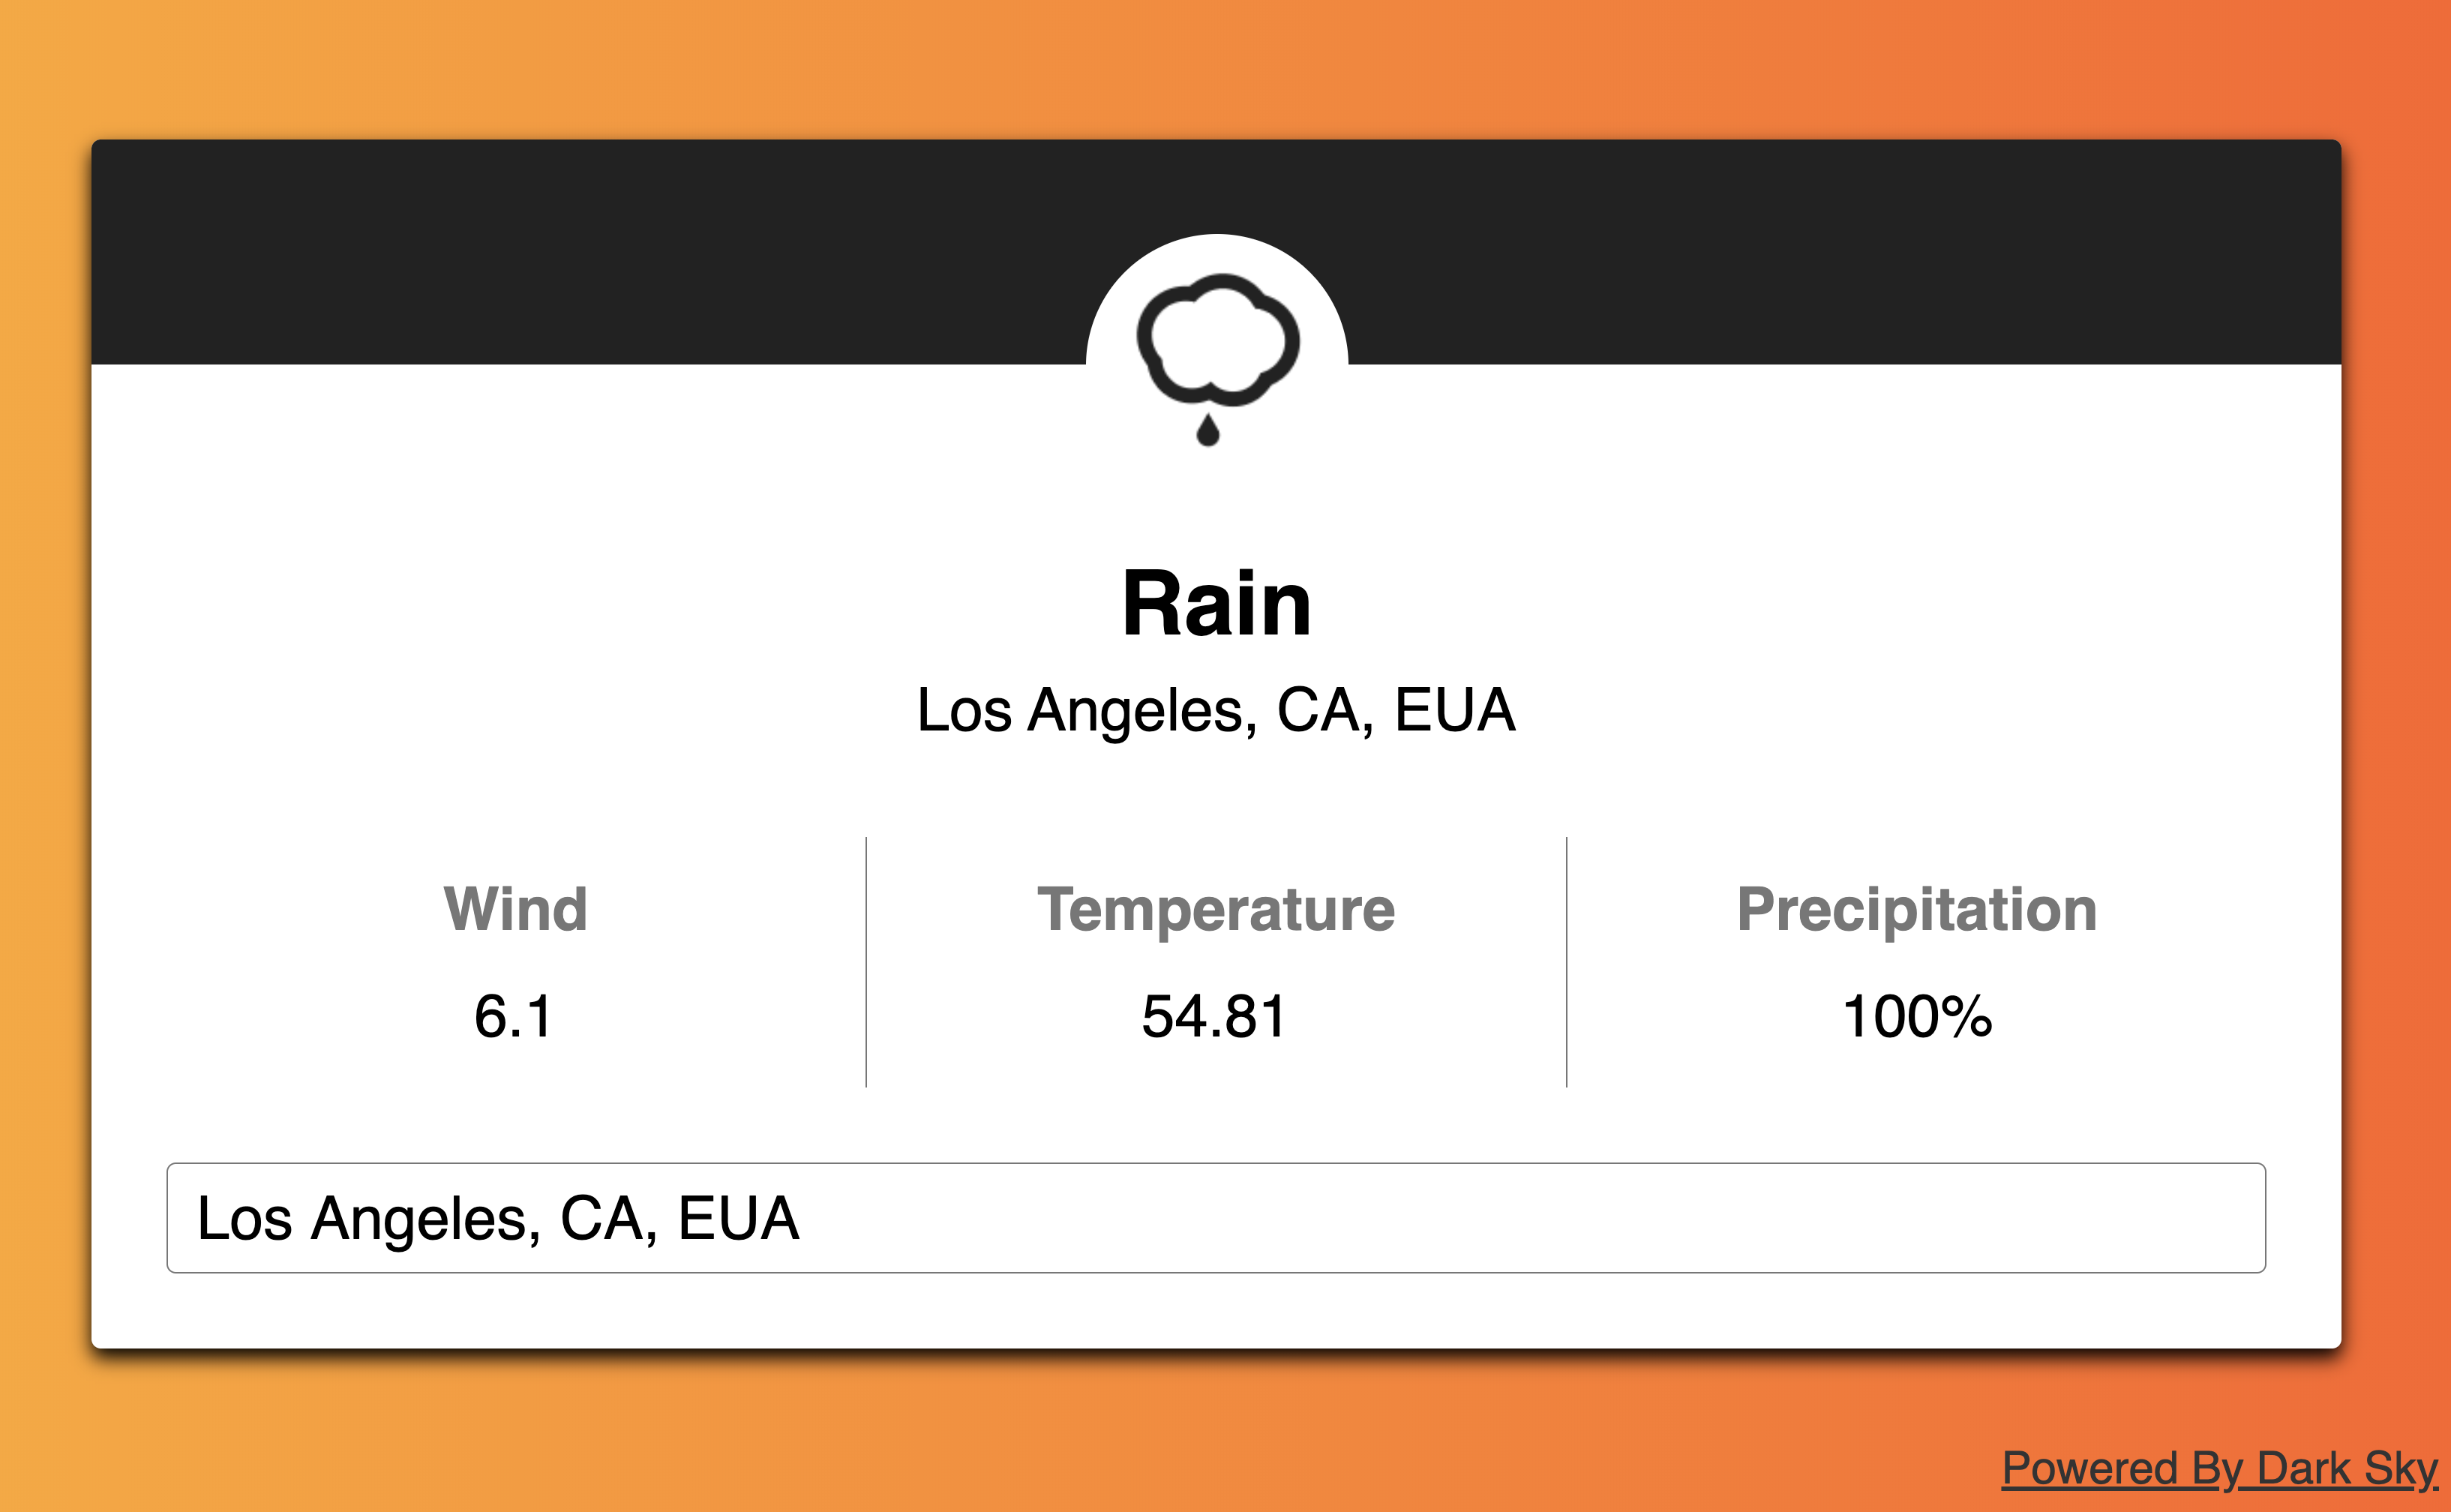 Rain
Los Angeles, CA, EUA
Wind
Temperature
Precipitation
6.1
54.81
100%
Los Angeles, CA, EUA
Powered By Dark Sky